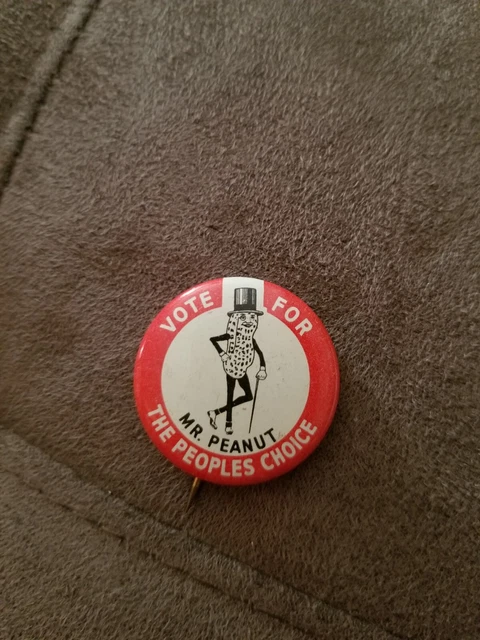 VOTE FOR
MR. PEANUT
THE PEOPLES CHOICE